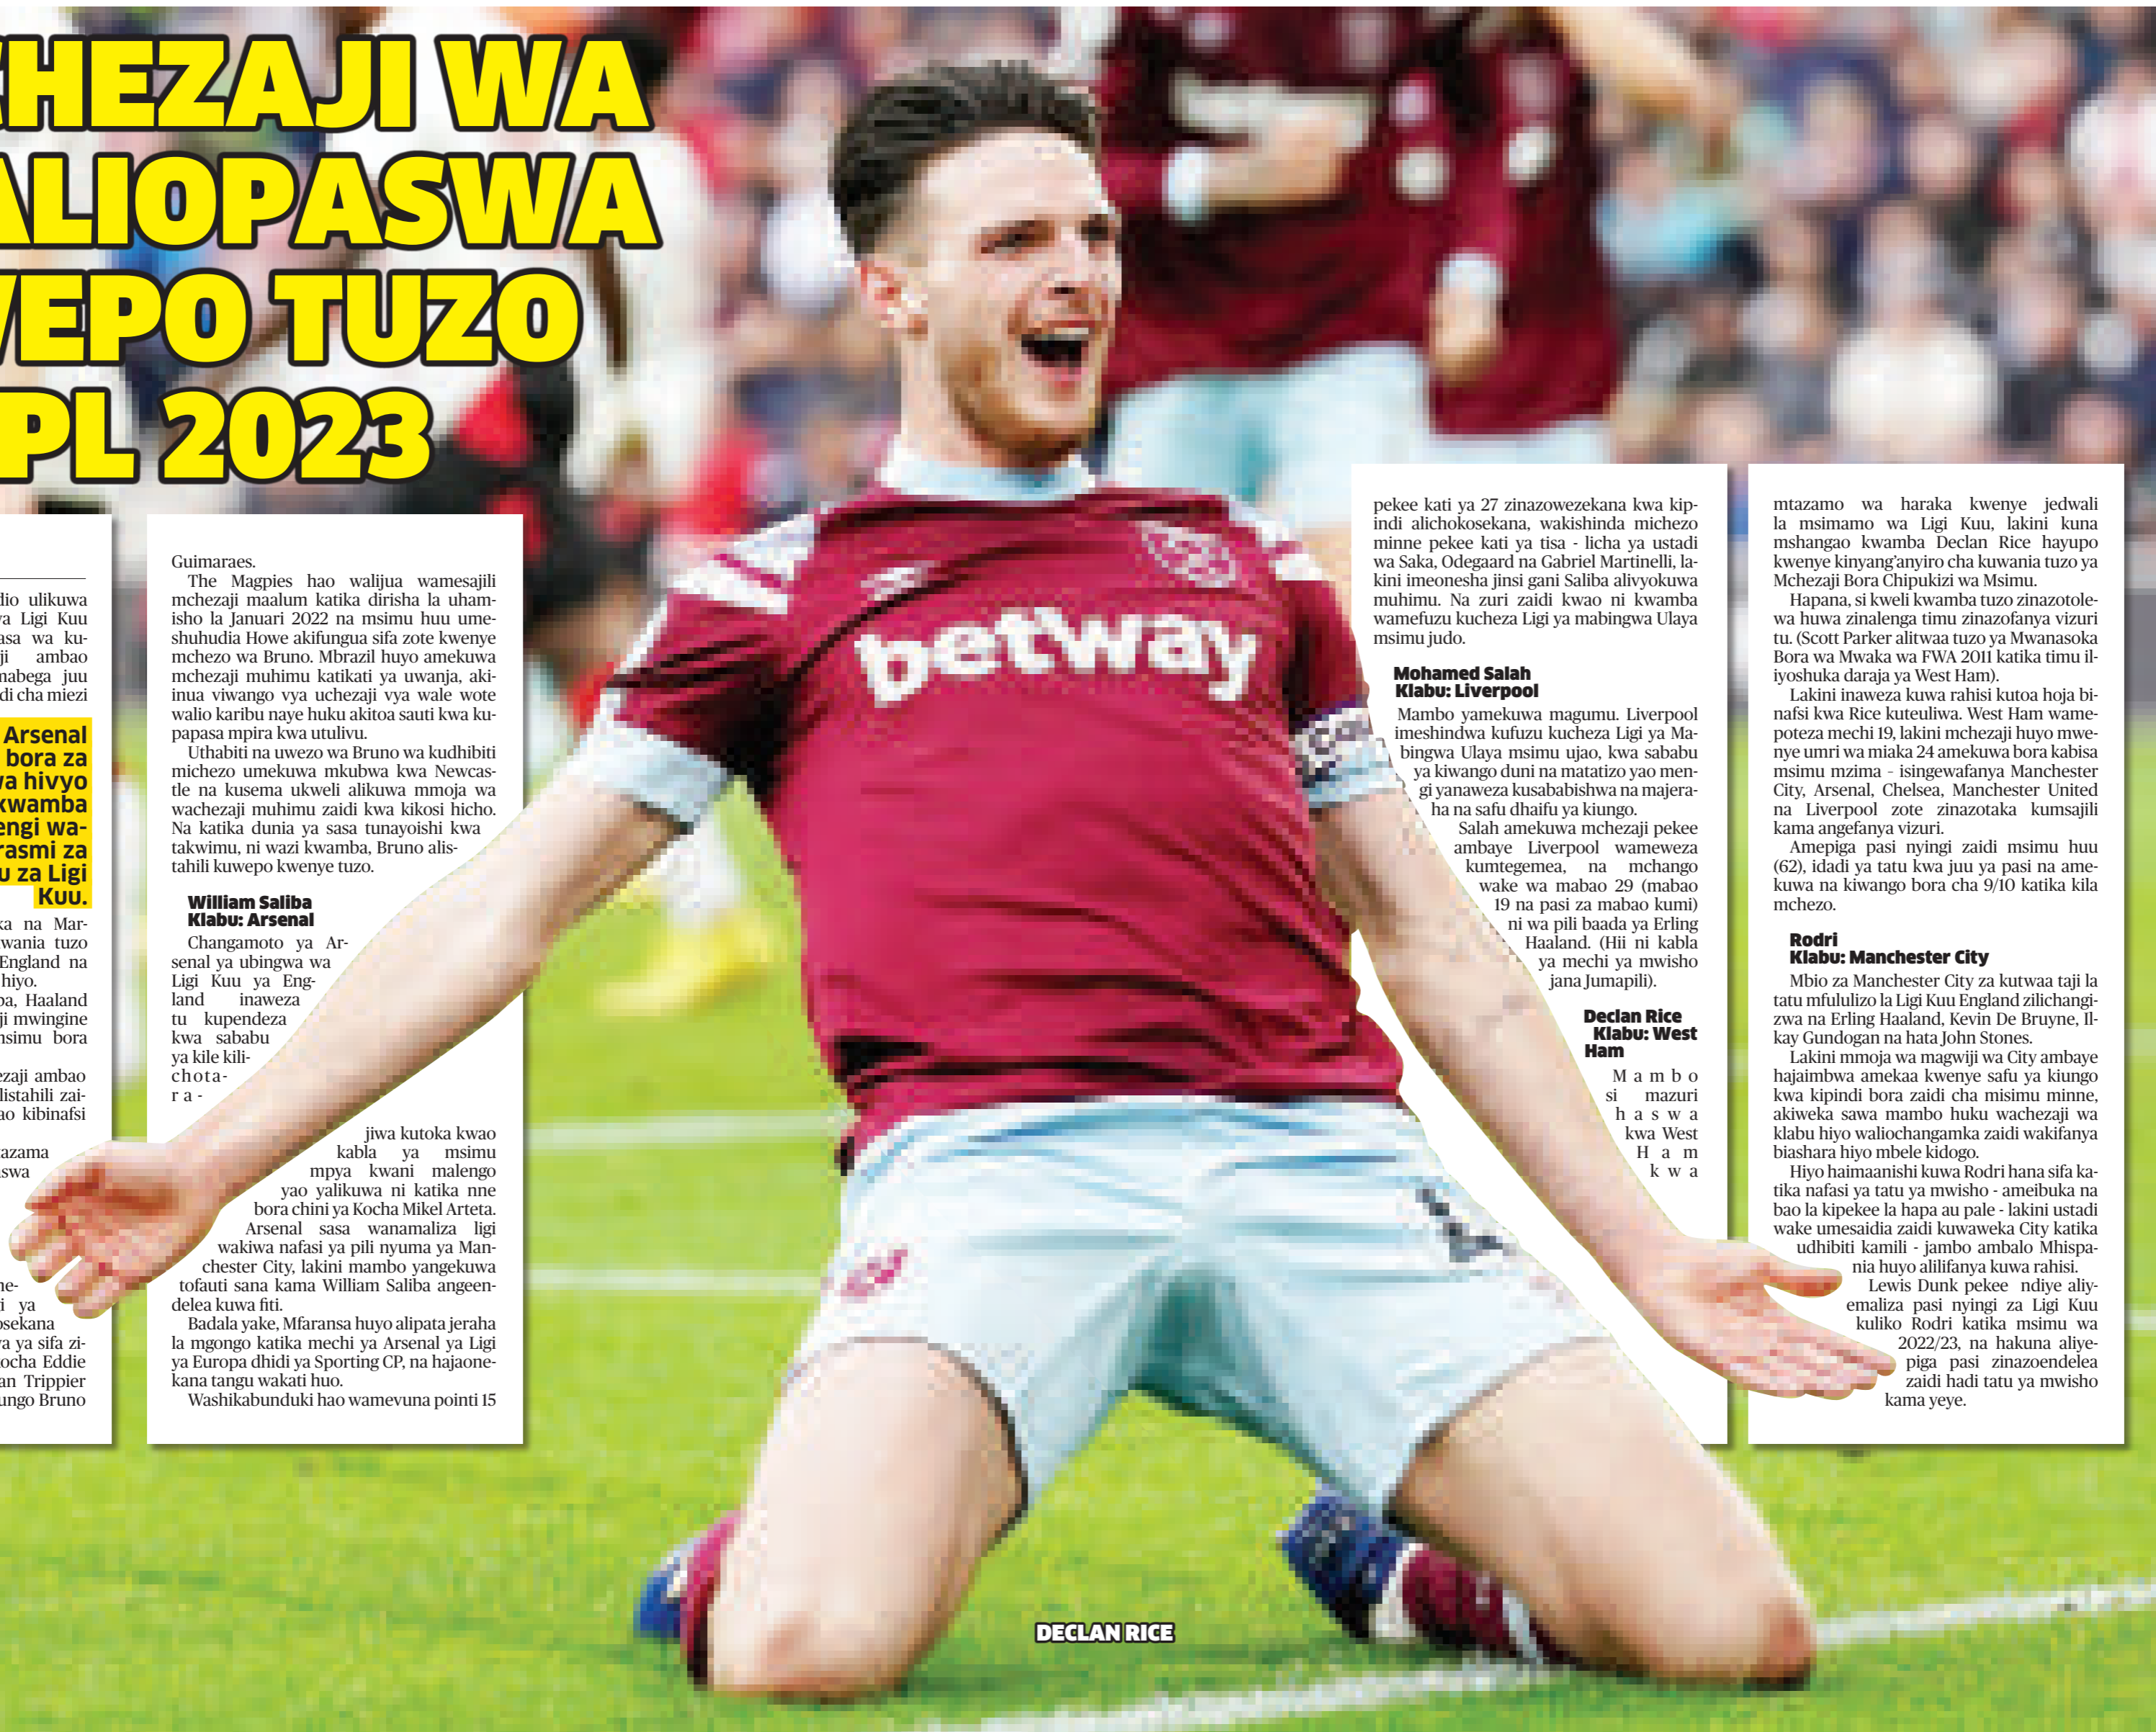 CHEZAJI WA
ALIOPASWA
WEPO TUZO
PL 2023
dio ulikuwa
ya Ligi Kuu
asa wa ku-
ji ambao
mabega juu
di cha miezi
Arsenal
bora za
wa hivyo
kwamba
engi wa-
rasmi za
u za Ligi
Kuu.
ka na Mar-
wania tuzo
England na
hiyo.
ba, Haaland
ji mwingine
msimu bora
ezaji ambao
listahili zai-
ao kibinafsi
tazama
aswa
ne-
i ya
osekana
va ya sifa zi-
ocha Eddie
an Trippier
ungo Bruno
Guimaraes.
The Magpies hao walijua wamesajili
mchezaji maalum katika dirisha la uham-
isho la Januari 2022 na msimu huu ume-
shuhudia Howe akifungua sifa zote kwenye
mchezo wa Bruno. Mbrazil huyo amekuwa
mchezaji muhimu katikati ya uwanja, aki-
inua viwango vya uchezaji vya wale wote
walio karibu naye huku akitoa sauti kwa ku-
papasa mpira kwa utulivu.
Uthabiti na uwezo wa Bruno wa kudhibiti
michezo umekuwa mkubwa kwa Newcas-
tle na kusema ukweli alikuwa mmoja wa
wachezaji muhimu zaidi kwa kikosi hicho.
Na katika dunia ya sasa tunayoishi kwa
takwimu, ni wazi kwamba, Bruno alis-
tahili kuwepo kwenye tuzo.
William Saliba
Klabu: Arsenal
Changamoto ya Ar-
senal ya ubingwa wa
Ligi Kuu ya Eng-
land inaweza
tu kupendeza
kwa sababu
ya kile kili-
chota-
ra-
jiwa kutoka kwao
kabla ya msimu
mpya kwani malengo
yao yalikuwa ni katika nne
bora chini ya Kocha Mikel Arteta.
Arsenal sasa wanamaliza ligi
wakiwa nafasi ya pili nyuma ya Man-
chester City, lakini mambo yangekuwa
tofauti sana kama William Saliba angeen-
delea kuwa fiti.
Badala yake, Mfaransa huyo alipata jeraha
la mgongo katika mechi ya Arsenal ya Ligi
ya Europa dhidi ya Sporting CP, na hajaone-
kana tangu wakati huo.
Washikabunduki hao wamevuna pointi 15
pekee kati ya 27 zinazowezekana kwa kip-
indi alichokosekana, wakishinda michezo
minne pekee kati ya tisa - licha ya ustadi
wa Saka, Odegaard na Gabriel Martinelli, la-
kini imeonesha jinsi gani Saliba alivyokuwa
muhimu. Na zuri zaidi kwao ni kwamba
wamefuzu kucheza Ligi ya mabingwa Ulaya
msimu judo.
Mohamed Salah
Klabu: Liverpool
Mambo yamekuwa magumu. Liverpool
imeshindwa kufuzu kucheza Ligi ya Ma-
bingwa Ulaya msimu ujao, kwa sababu
ya kiwango duni na matatizo yao men-
gi yanaweza kusababishwa na majera-
ha na safu dhaifu ya kiungo.
Salah amekuwa mchezaji pekee
ambaye Liverpool wameweza
kumtegemea, na mchango
wake wa mabao 29 (mabao
19 na pasi za mabao kumi)
ni wa pili baada ya Erling
Haaland. (Hii ni kabla
ya mechi ya mwisho
jana Jumapili).
Declan Rice
Klabu: West
Ham
Mambo
si mazuri
haswa
kwa West
Ham
kwa
mtazamo wa haraka kwenye jedwali
la msimamo wa Ligi Kuu, lakini kuna
mshangao kwamba Declan Rice hayupo
kwenye kinyang'anyiro cha kuwania tuzo ya
Mchezaji Bora Chipukizi wa Msimu.
Hapana, si kweli kwamba tuzo zinazotole-
wa huwa zinalenga timu zinazofanya vizuri
tu. (Scott Parker alitwaa tuzo ya Mwanasoka
Bora wa Mwaka wa FWA 2011 katika timu il-
iyoshuka daraja ya West Ham).
Lakini inaweza kuwa rahisi kutoa hoja bi-
nafsi kwa Rice kuteuliwa. West Ham wame-
poteza mechi 19, lakini mchezaji huyo mwe-
nye umri wa miaka 24 amekuwa bora kabisa
msimu mzima - isingewafanya Manchester
City, Arsenal, Chelsea, Manchester United
na Liverpool zote zinazotaka kumsajili
kama angefanya vizuri.
Amepiga pasi nyingi zaidi msimu huu
(62), idadi ya tatu kwa juu ya pasi na ame-
kuwa na kiwango bora cha 9/10 katika kila
mchezo.
Rodri
Klabu: Manchester City
Mbio za Manchester City za kutwaa taji la
tatu mfululizo la Ligi Kuu England zilichangi-
zwa na Erling Haaland, Kevin De Bruyne, Il-
kay Gundogan na hata John Stones.
Lakini mmoja wa magwiji wa City ambaye
hajaimbwa amekaa kwenye safu ya kiungo
kwa kipindi bora zaidi cha misimu minne,
akiweka sawa mambo huku wachezaji wa
klabu hiyo waliochangamka zaidi wakifanya
biashara hiyo mbele kidogo.
Hiyo haimaanishi kuwa Rodri hana sifa ka-
tika nafasi ya tatu ya mwisho - ameibuka na
bao la kipekee la hapa au pale - lakini ustadi
wake umesaidia zaidi kuwaweka City katika
udhibiti kamili - jambo ambalo Mhispa-
nia huyo alilifanya kuwa rahisi.
Lewis Dunk pekee ndiye aliy-
emaliza pasi nyingi za Ligi Kuu
kuliko Rodri katika msimu wa
2022/23, na hakuna aliye-
piga pasi zinazoendelea
zaidi hadi tatu ya mwisho
kama yeye.
betway
DECLAN RICE